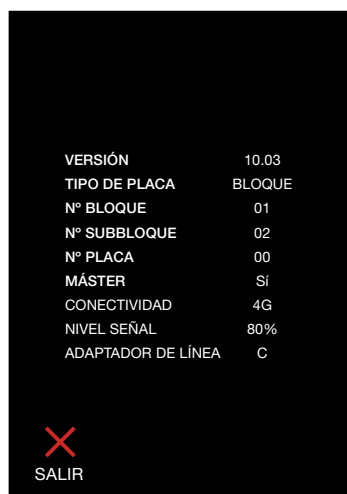 VERSIÓN 10.03
TIPO DE PLACA BLOQUE
Nº BLOQUE 01
Nº SUBBLOQUE 02
Nº PLACA 00
MÁSTER Sí
CONECTIVIDAD 4G
NIVEL SEÑAL 80%
ADAPTADOR DE LÍNEA C
SALIR